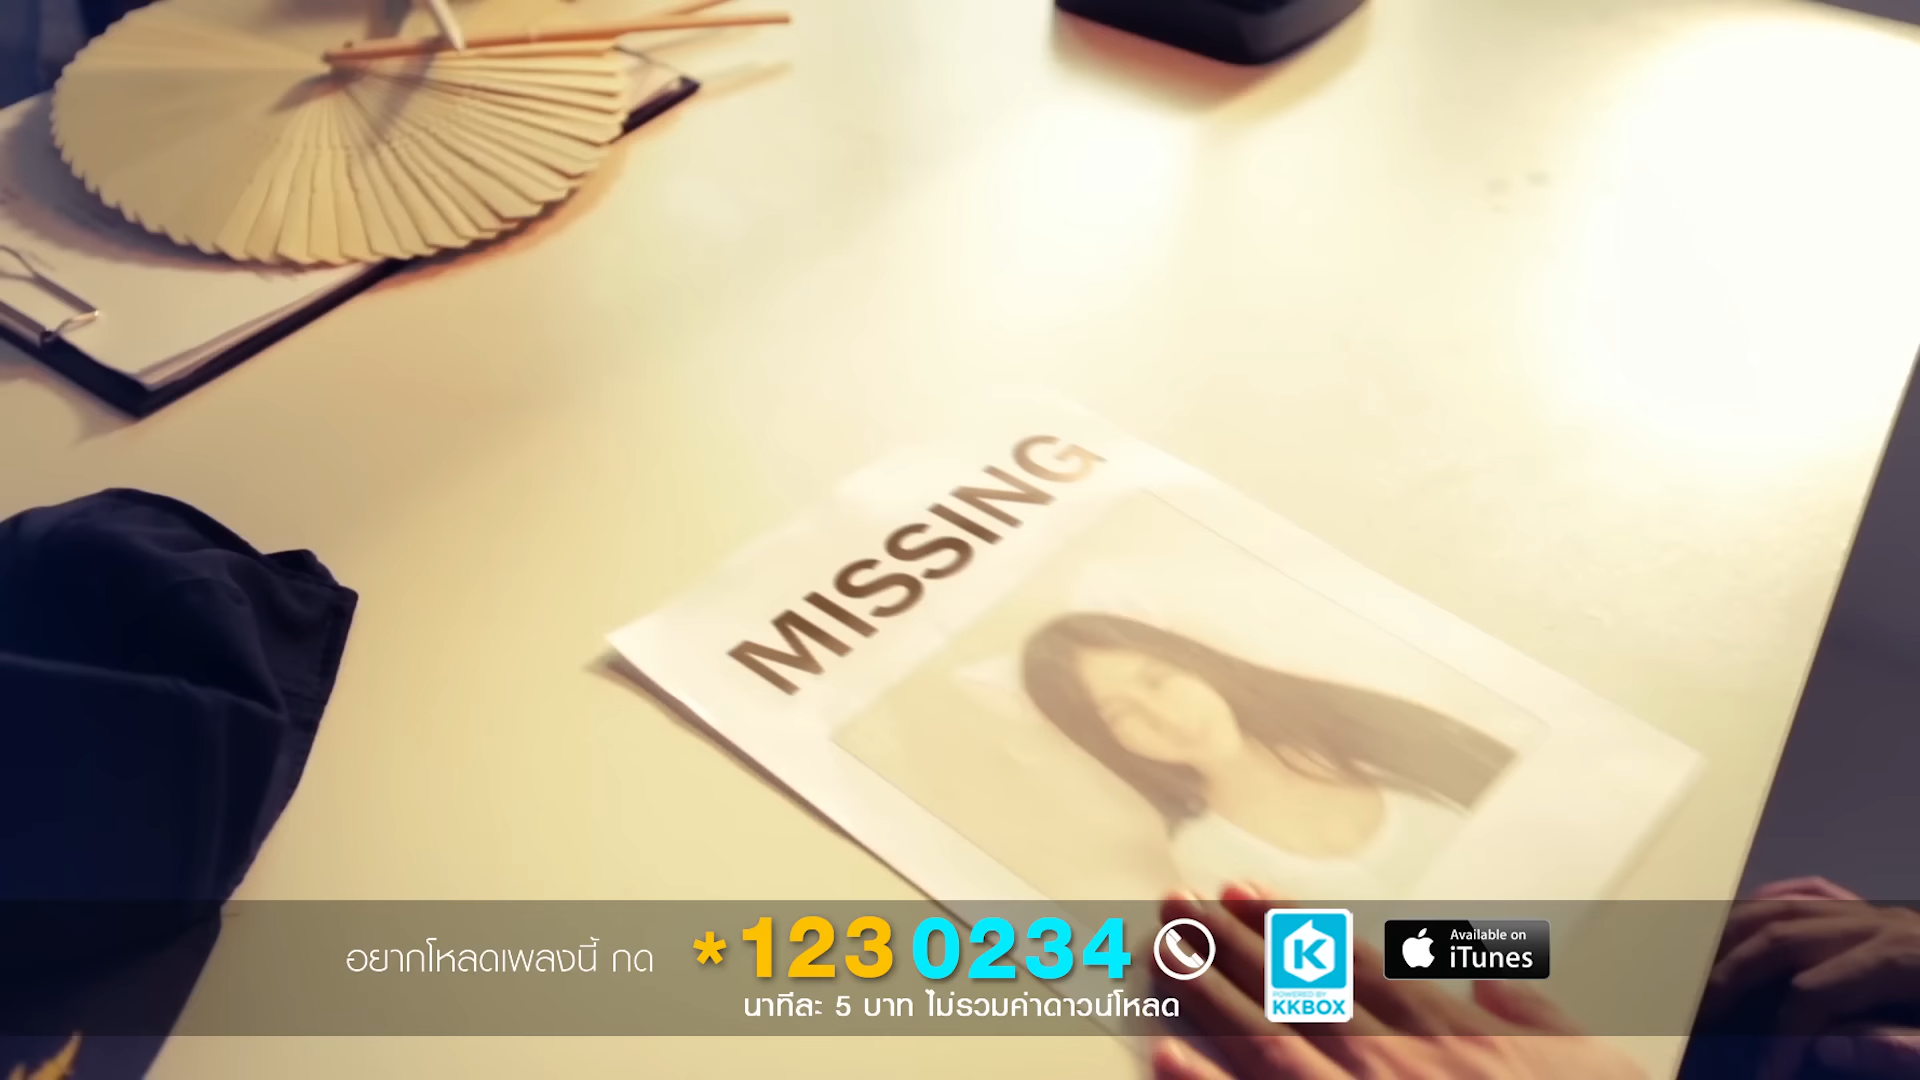 MISSING
อยากโหลดเพลงนี้ กด *123 0234
นาทีละ 5 บาท ไม่รวมค่าดาวน์โหลด
POWERED BY
KKBOX
Available on
iTunes